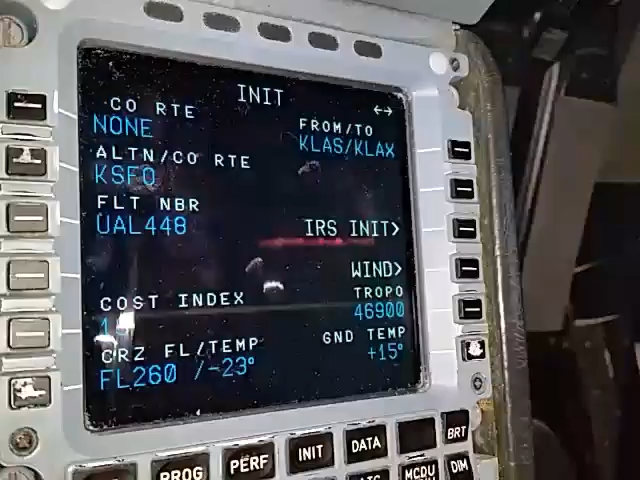 INIT
↔
CO RTE
NONE
FROM/TO
KLAS/KLAX
ALTN/CO RTE
KSFO
FLT NBR
UAL448
IRS INIT>
WIND>
COST INDEX
TROPO
46900
CRZ FL/TEMP
FL260 /-23°
GND TEMP
+15°
PROG
PERF
INIT
DATA
BRT
MCDU
DIM